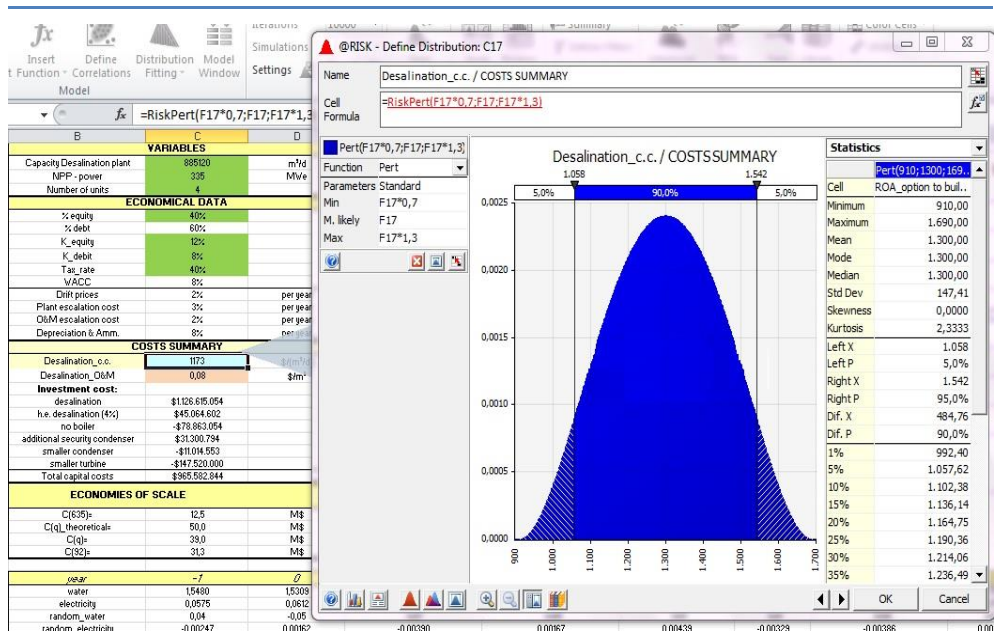 Iterations 10000
Insert Define Distribution Model
t Function Correlations Fitting Window
Simulations
Settings
Model
Summary
Color Cells
@RISK - Define Distribution: C17
Name Desalination_c.c. / COSTS SUMMARY
Cell Formula =RiskPert(F17*0,7;F17;F17*1,3)
fx =RiskPert(F17*0,7;F17;F17*1,3
B C D
VARIABLES
Capacity Desalination plant 885120 m³/d
NPP - power 335 MWe
Number of units 4
ECONOMICAL DATA
% equity 40%
% debt 60%
K_equity 12%
K_debit 8%
Tax_rate 40%
WACC 8%
Drift prices 2% per year
Plant escalation cost 3% per year
O&M escalation cost 2% per year
Depreciation & Amm. 8% per year
COSTS SUMMARY
Desalination_c.c. 1173 $/(m³/d
Desalination_O&M 0,08 $/m³
Investment cost:
desalination $1.126.615.054
h.e. desalination (4%) $45.064.602
no boiler -$78.863.054
additional security condenser $31.300.794
smaller condenser -$11.014.553
smaller turbine -$147.520.000
Total capital costs $965.582.844
ECONOMIES OF SCALE
C(635)= 12,5 M$
C(q)_theoretical= 50,0 M$
C(q)= 39,0 M$
C(92)= 31,3 M$
year -1 0
water 1,5480 1,5309
electricity 0,0575 0,0612
random_water 0,04 -0,05
random_electricity -0,00247 0,00162 -0,00390 0,00167 0,00439 -0,00329 -0,00386 0,00
Pert(F17*0,7;F17;F17*1,3)
Function Pert
Parameters Standard
Min F17*0,7
M. likely F17
Max F17*1,3
Desalination_c.c. / COSTS SUMMARY
1.058 1.542
5.0% 90,0% 5,0%
0,0025
0,0020
0,0015
0,0010
0,0005
0,0000
900 1.000 1.100 1.200 1.300 1.400 1.500 1.600 1.700
Statistics
Pert(910;1300;169..
Cell ROA_option to buil..
Minimum 910,00
Maximum 1.690,00
Mean 1.300,00
Mode 1.300,00
Median 1.300,00
Std Dev 147,41
Skewness 0,0000
Kurtosis 2,3333
Left X 1.058
Left P 5,0%
Right X 1.542
Right P 95,0%
Dif. X 484,76
Dif. P 90,0%
1% 992,40
5% 1.057,62
10% 1.102,38
15% 1.136,14
20% 1.164,75
25% 1.190,36
30% 1.214,06
35% 1.236,49
OK Cancel